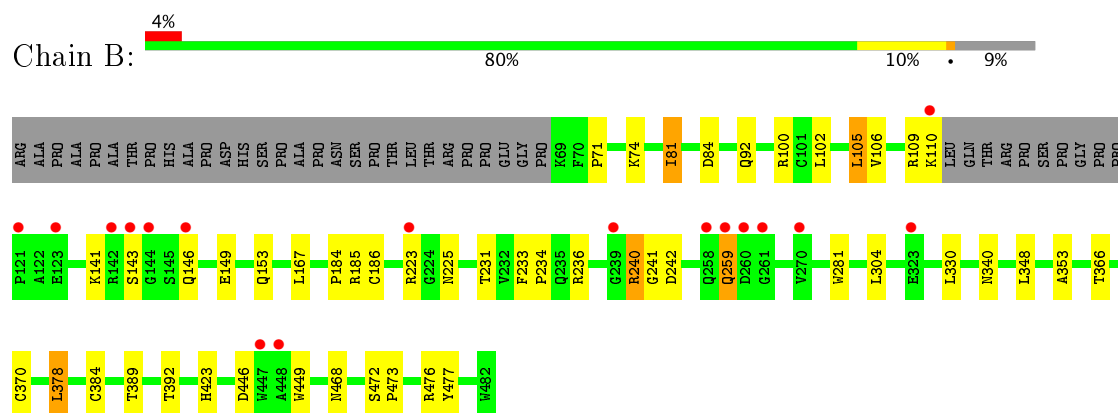 4%
Chain B:
80% 10% • 9%
ARG ALA PRO ALA PRO ALA THR PRO HIS ALA PRO ASP HIS SER PRO ALA PRO ASN SER PRO THR LEU THR ARG PRO PRO GLU GLY PRO K69 F70 P71 K74 I81 D84 Q92 R100 C101 L102 L105 V106 R109 K110 LEU GLN THR ARG PRO SER PRO GLY PRO PRO
P121 A122 E123 K141 R142 S143 G144 S145 Q146 E149 Q153 L167 P184 R185 C186 R223 G224 N225 T231 V232 F233 P234 Q235 R236 G239 R240 G241 D242 Q258 Q259 D260 G261 V270 W281 L304 E323 L330 N340 L348 A353 T366
C370 L378 C384 T389 T392 H423 D446 W447 A448 W449 N468 S472 P473 R476 Y477 W482